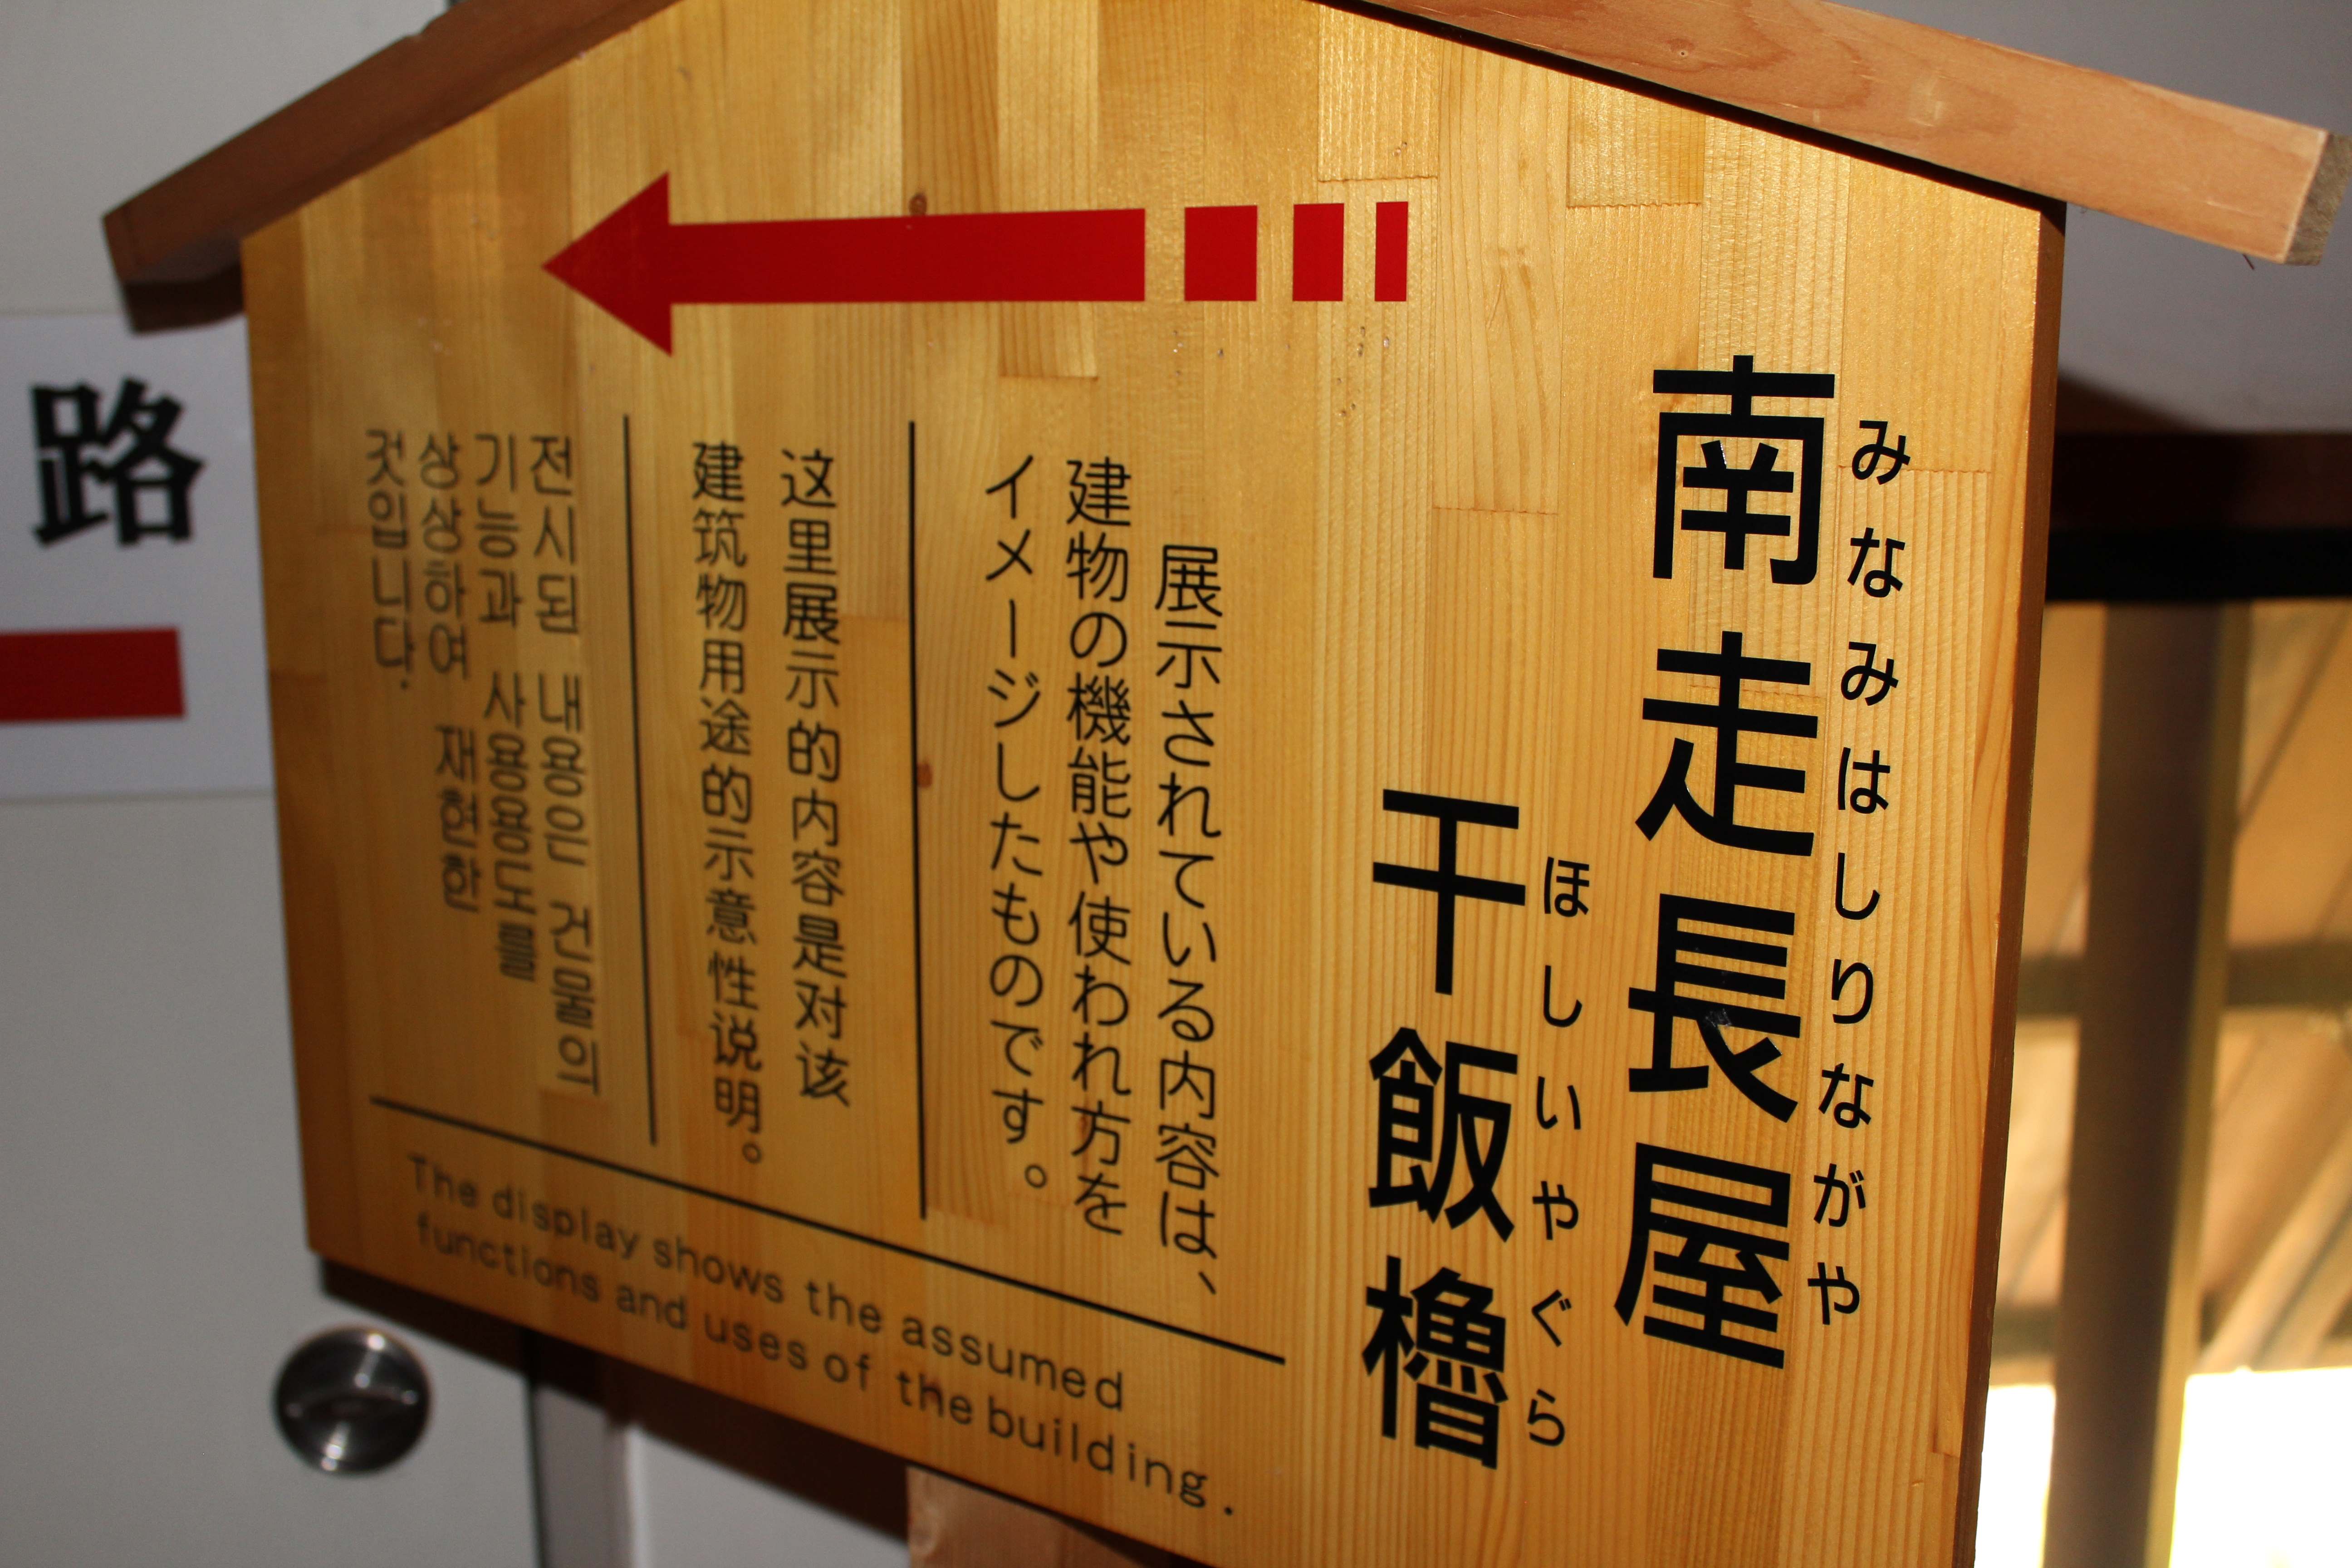 みなみはしりながや
南走長屋
ほしいやぐら
干飯櫓
展示されている内容は、
建物の機能や使われ方を
イメージしたものです。
这里展示的内容是对该
建筑物用途的示意性说明。
전시된 내용은 건물의
기능과 사용용도를
상상하여 재현한
것입니다.
The display shows the assumed
functions and uses of the building.
路